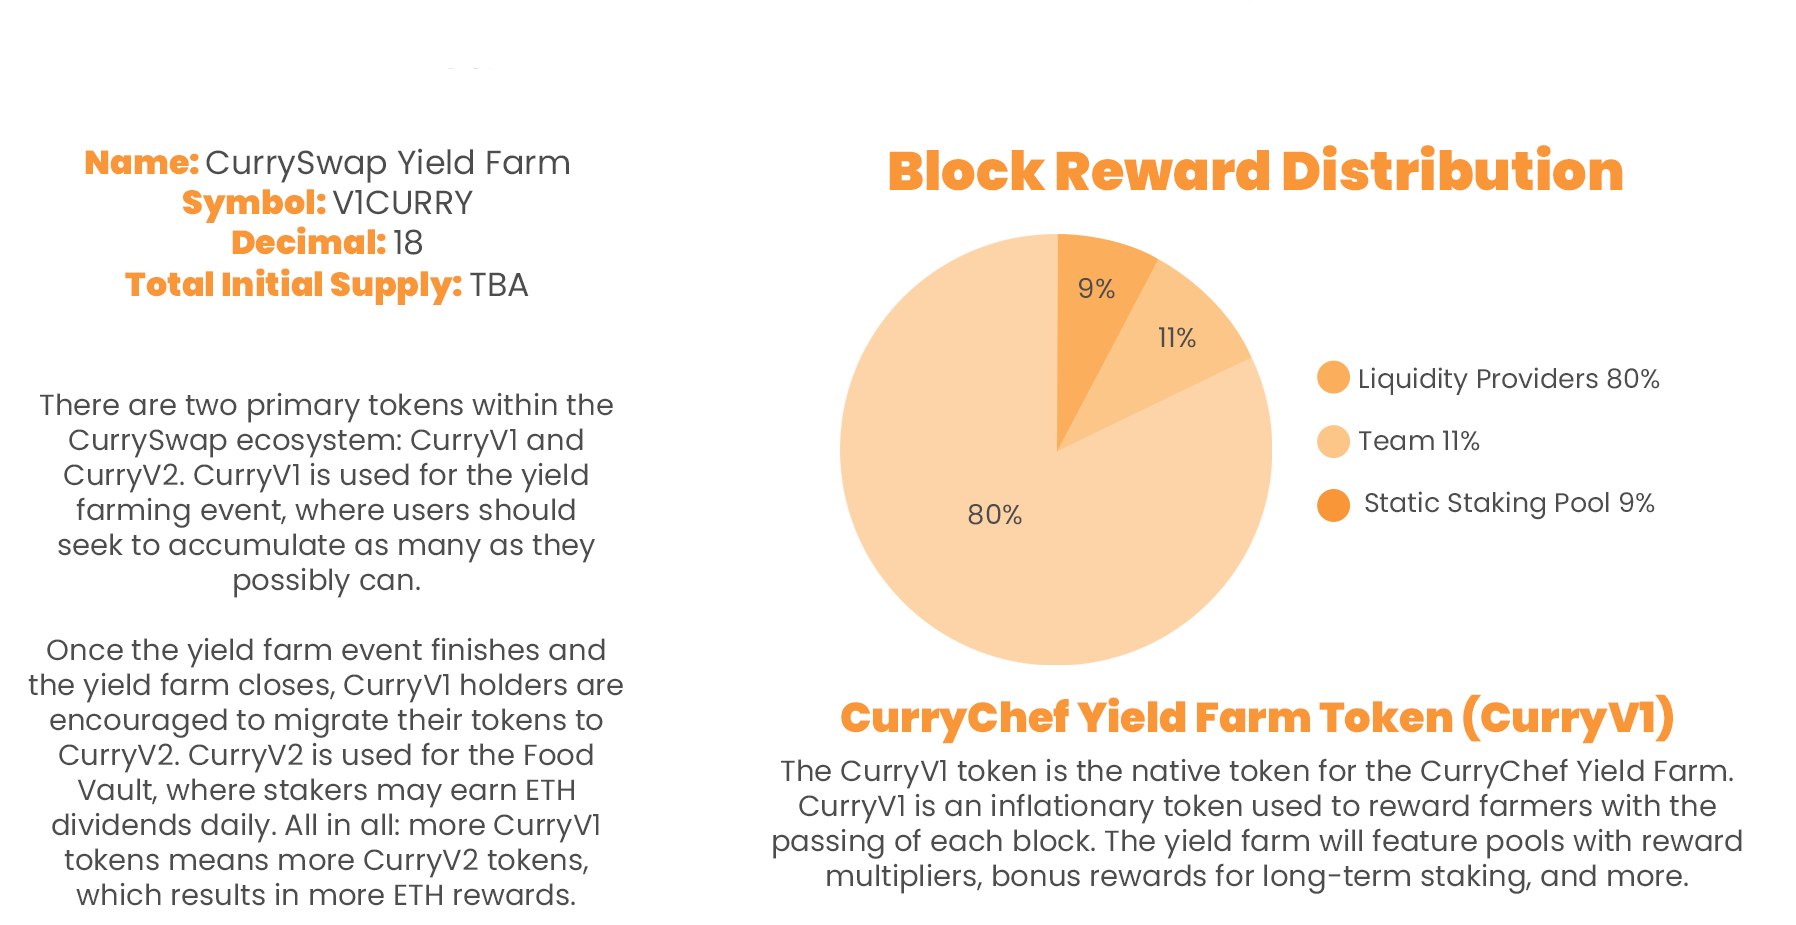 Name: CurrySwap Yield Farm
Symbol: V1CURRY
Decimal: 18
Total Initial Supply: TBA
There are two primary tokens within the
CurrySwap ecosystem: CurryV1 and
CurryV2. CurryV1 is used for the yield
farming event, where users should
seek to accumulate as many as they
possibly can.
Once the yield farm event finishes and
the yield farm closes, CurryV1 holders are
encouraged to migrate their tokens to
CurryV2. CurryV2 is used for the Food
Vault, where stakers may earn ETH
dividends daily. All in all: more CurryV1
tokens means more CurryV2 tokens,
which results in more ETH rewards.
Block Reward Distribution
9%
11%
80%
Liquidity Providers 80%
Team 11%
Static Staking Pool 9%
CurryChef Yield Farm Token (CurryV1)
The CurryV1 token is the native token for the CurryChef Yield Farm.
CurryV1 is an inflationary token used to reward farmers with the
passing of each block. The yield farm will feature pools with reward
multipliers, bonus rewards for long-term staking, and more.